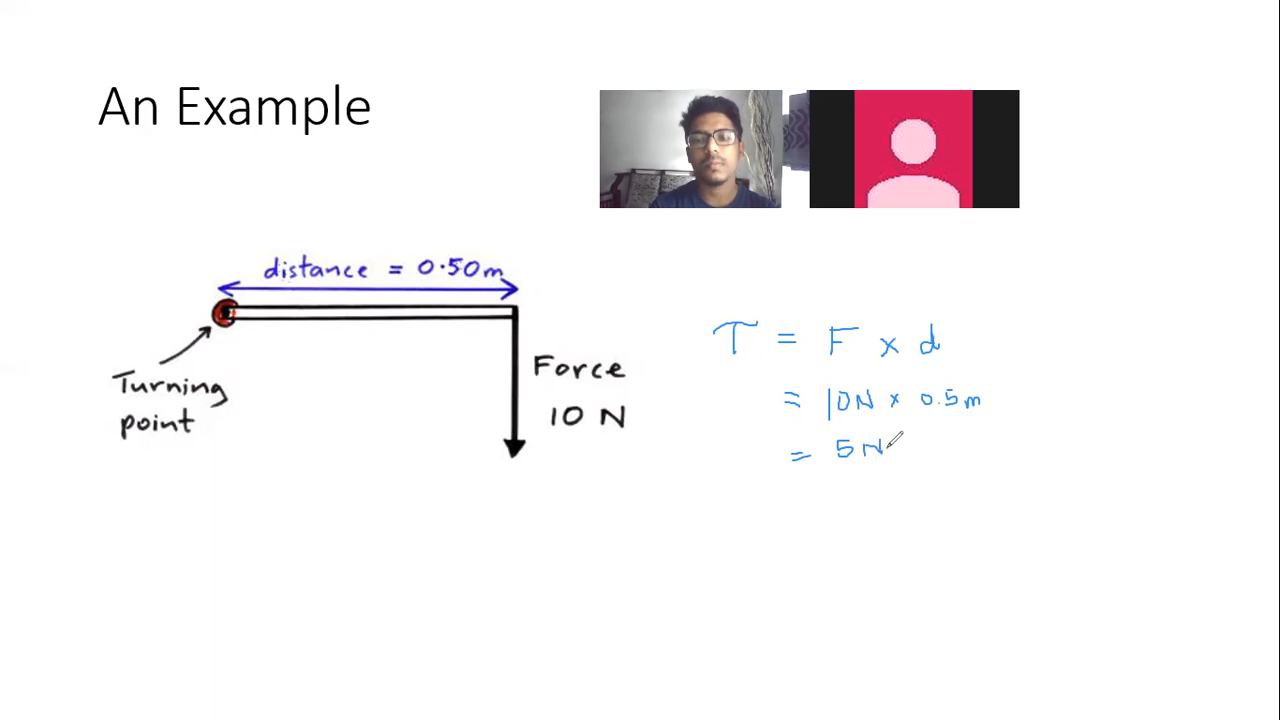 An Example
distance = 0.50m
Turning
point
Force
10 N
τ = F x d
= 10N x 0.5m
= 5N